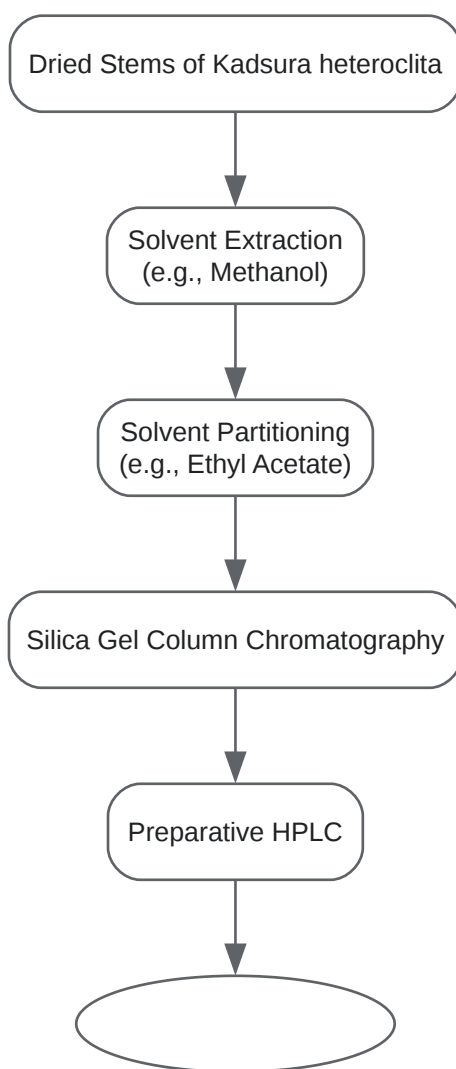 Dried Stems of Kadsura heteroclita
Solvent Extraction
(e.g., Methanol)
Solvent Partitioning
(e.g., Ethyl Acetate)
Silica Gel Column Chromatography
Preparative HPLC